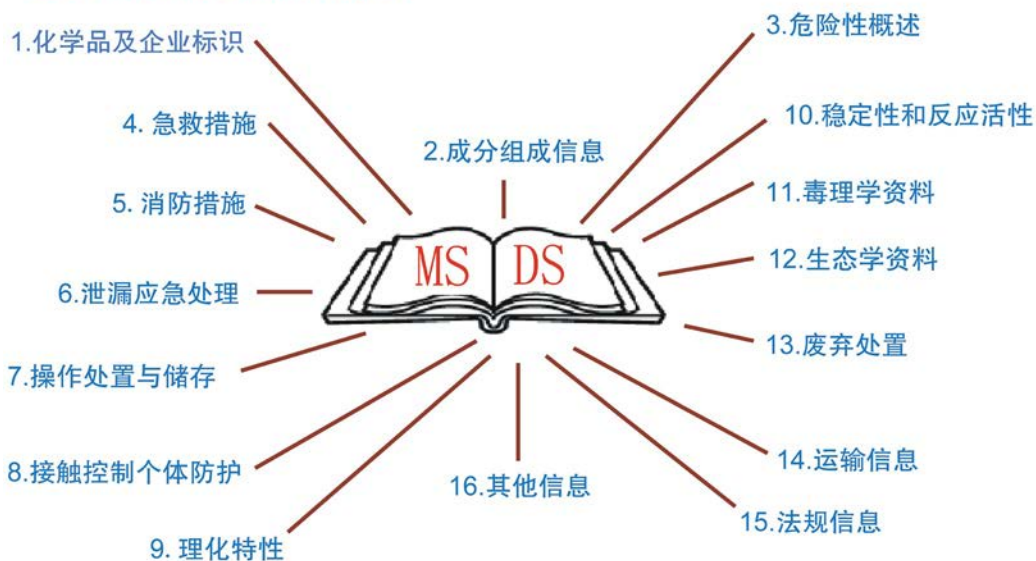 1.化学品及企业标识
3.危险性概述
4. 急救措施
10.稳定性和反应活性
2.成分组成信息
5. 消防措施
11.毒理学资料
MS DS
12.生态学资料
6.泄漏应急处理
13.废弃处置
7.操作处置与储存
8.接触控制个体防护
14.运输信息
16.其他信息
15.法规信息
9. 理化特性